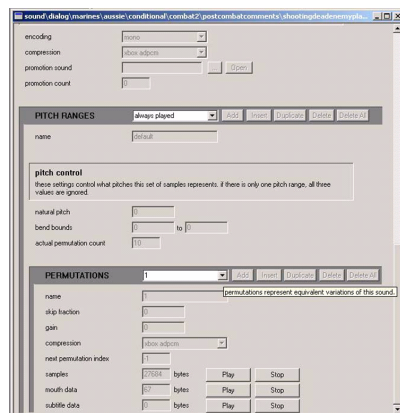 sound\dialog\marines\aussie\conditional\combat2\postcombatcomments\shootingdeadenemypla...
encoding mono
compression xbox adpcm
promotion sound ... Open
promotion count 0
PITCH RANGES always played Add Insert Duplicate Delete Delete All
name default
pitch control
these settings control what pitches this set of samples represents. if there is only one pitch range, all three
values are ignored.
natural pitch 0
bend bounds 0 to 0
actual permutation count 10
PERMUTATIONS 1 Add Insert Duplicate Delete Delete All
permutations represent equivalent variations of this sound.
name 1
skip fraction 0
gain 0
compression xbox adpcm
next permutation index -1
samples 27684 bytes Play Stop
mouth data 67 bytes Play Stop
subtitle data 0 bytes Play Stop